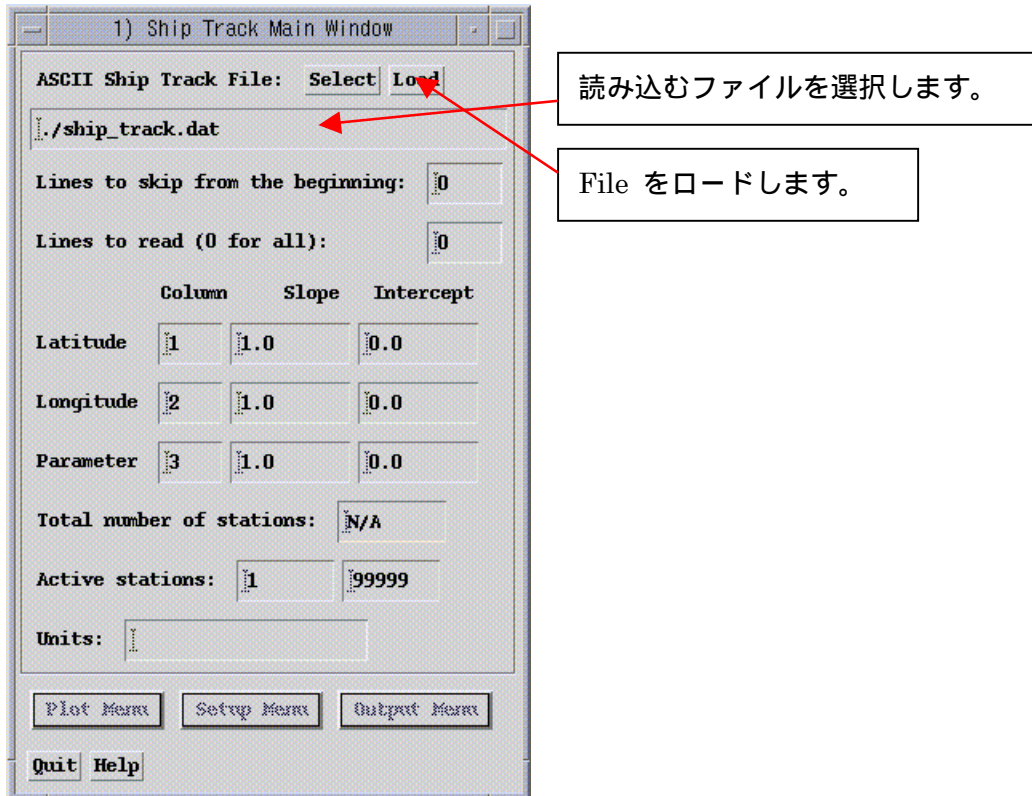 1) Ship Track Main Window
ASCII Ship Track File: Select Load
./ship_track.dat
Lines to skip from the beginning: 0
Lines to read (0 for all): 0
Column Slope Intercept
Latitude 1 1.0 0.0
Longitude 2 1.0 0.0
Parameter 3 1.0 0.0
Total number of stations: N/A
Active stations: 1 99999
Units:
Plot Menu Setup Menu Output Menu
Quit Help
読み込むファイルを選択します。
File をロードします。